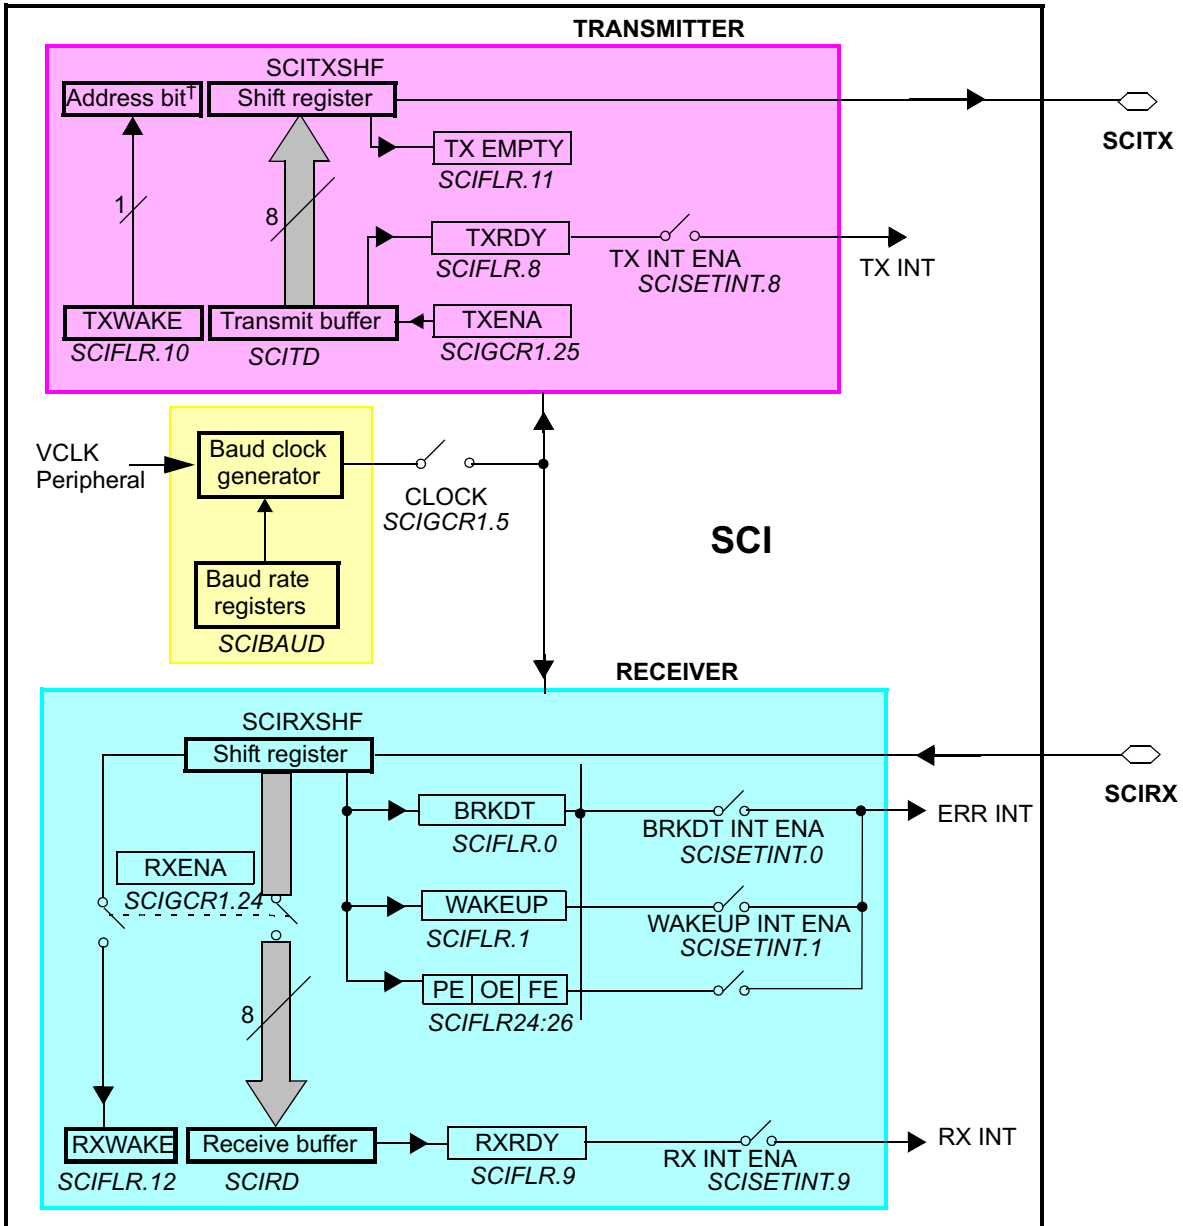 TRANSMITTER
SCITXSHF
Address bit†
Shift register
SCITX
TX EMPTY
SCIFLR.11
1
8
TXRDY
SCIFLR.8
TX INT ENA
SCISETINT.8
TX INT
TXWAKE
SCIFLR.10
Transmit buffer
SCITD
TXENA
SCIGCR1.25
VCLK
Peripheral
Baud clock
generator
CLOCK
SCIGCR1.5
SCI
Baud rate
registers
SCIBAUD
RECEIVER
SCIRXSHF
Shift register
SCIRX
BRKDT
SCIFLR.0
BRKDT INT ENA
SCISETINT.0
ERR INT
RXENA
SCIGCR1.24
WAKEUP
SCIFLR.1
WAKEUP INT ENA
SCISETINT.1
PE OE FE
SCIFLR24:26
8
RXWAKE
SCIFLR.12
Receive buffer
SCIRD
RXRDY
SCIFLR.9
RX INT ENA
SCISETINT.9
RX INT